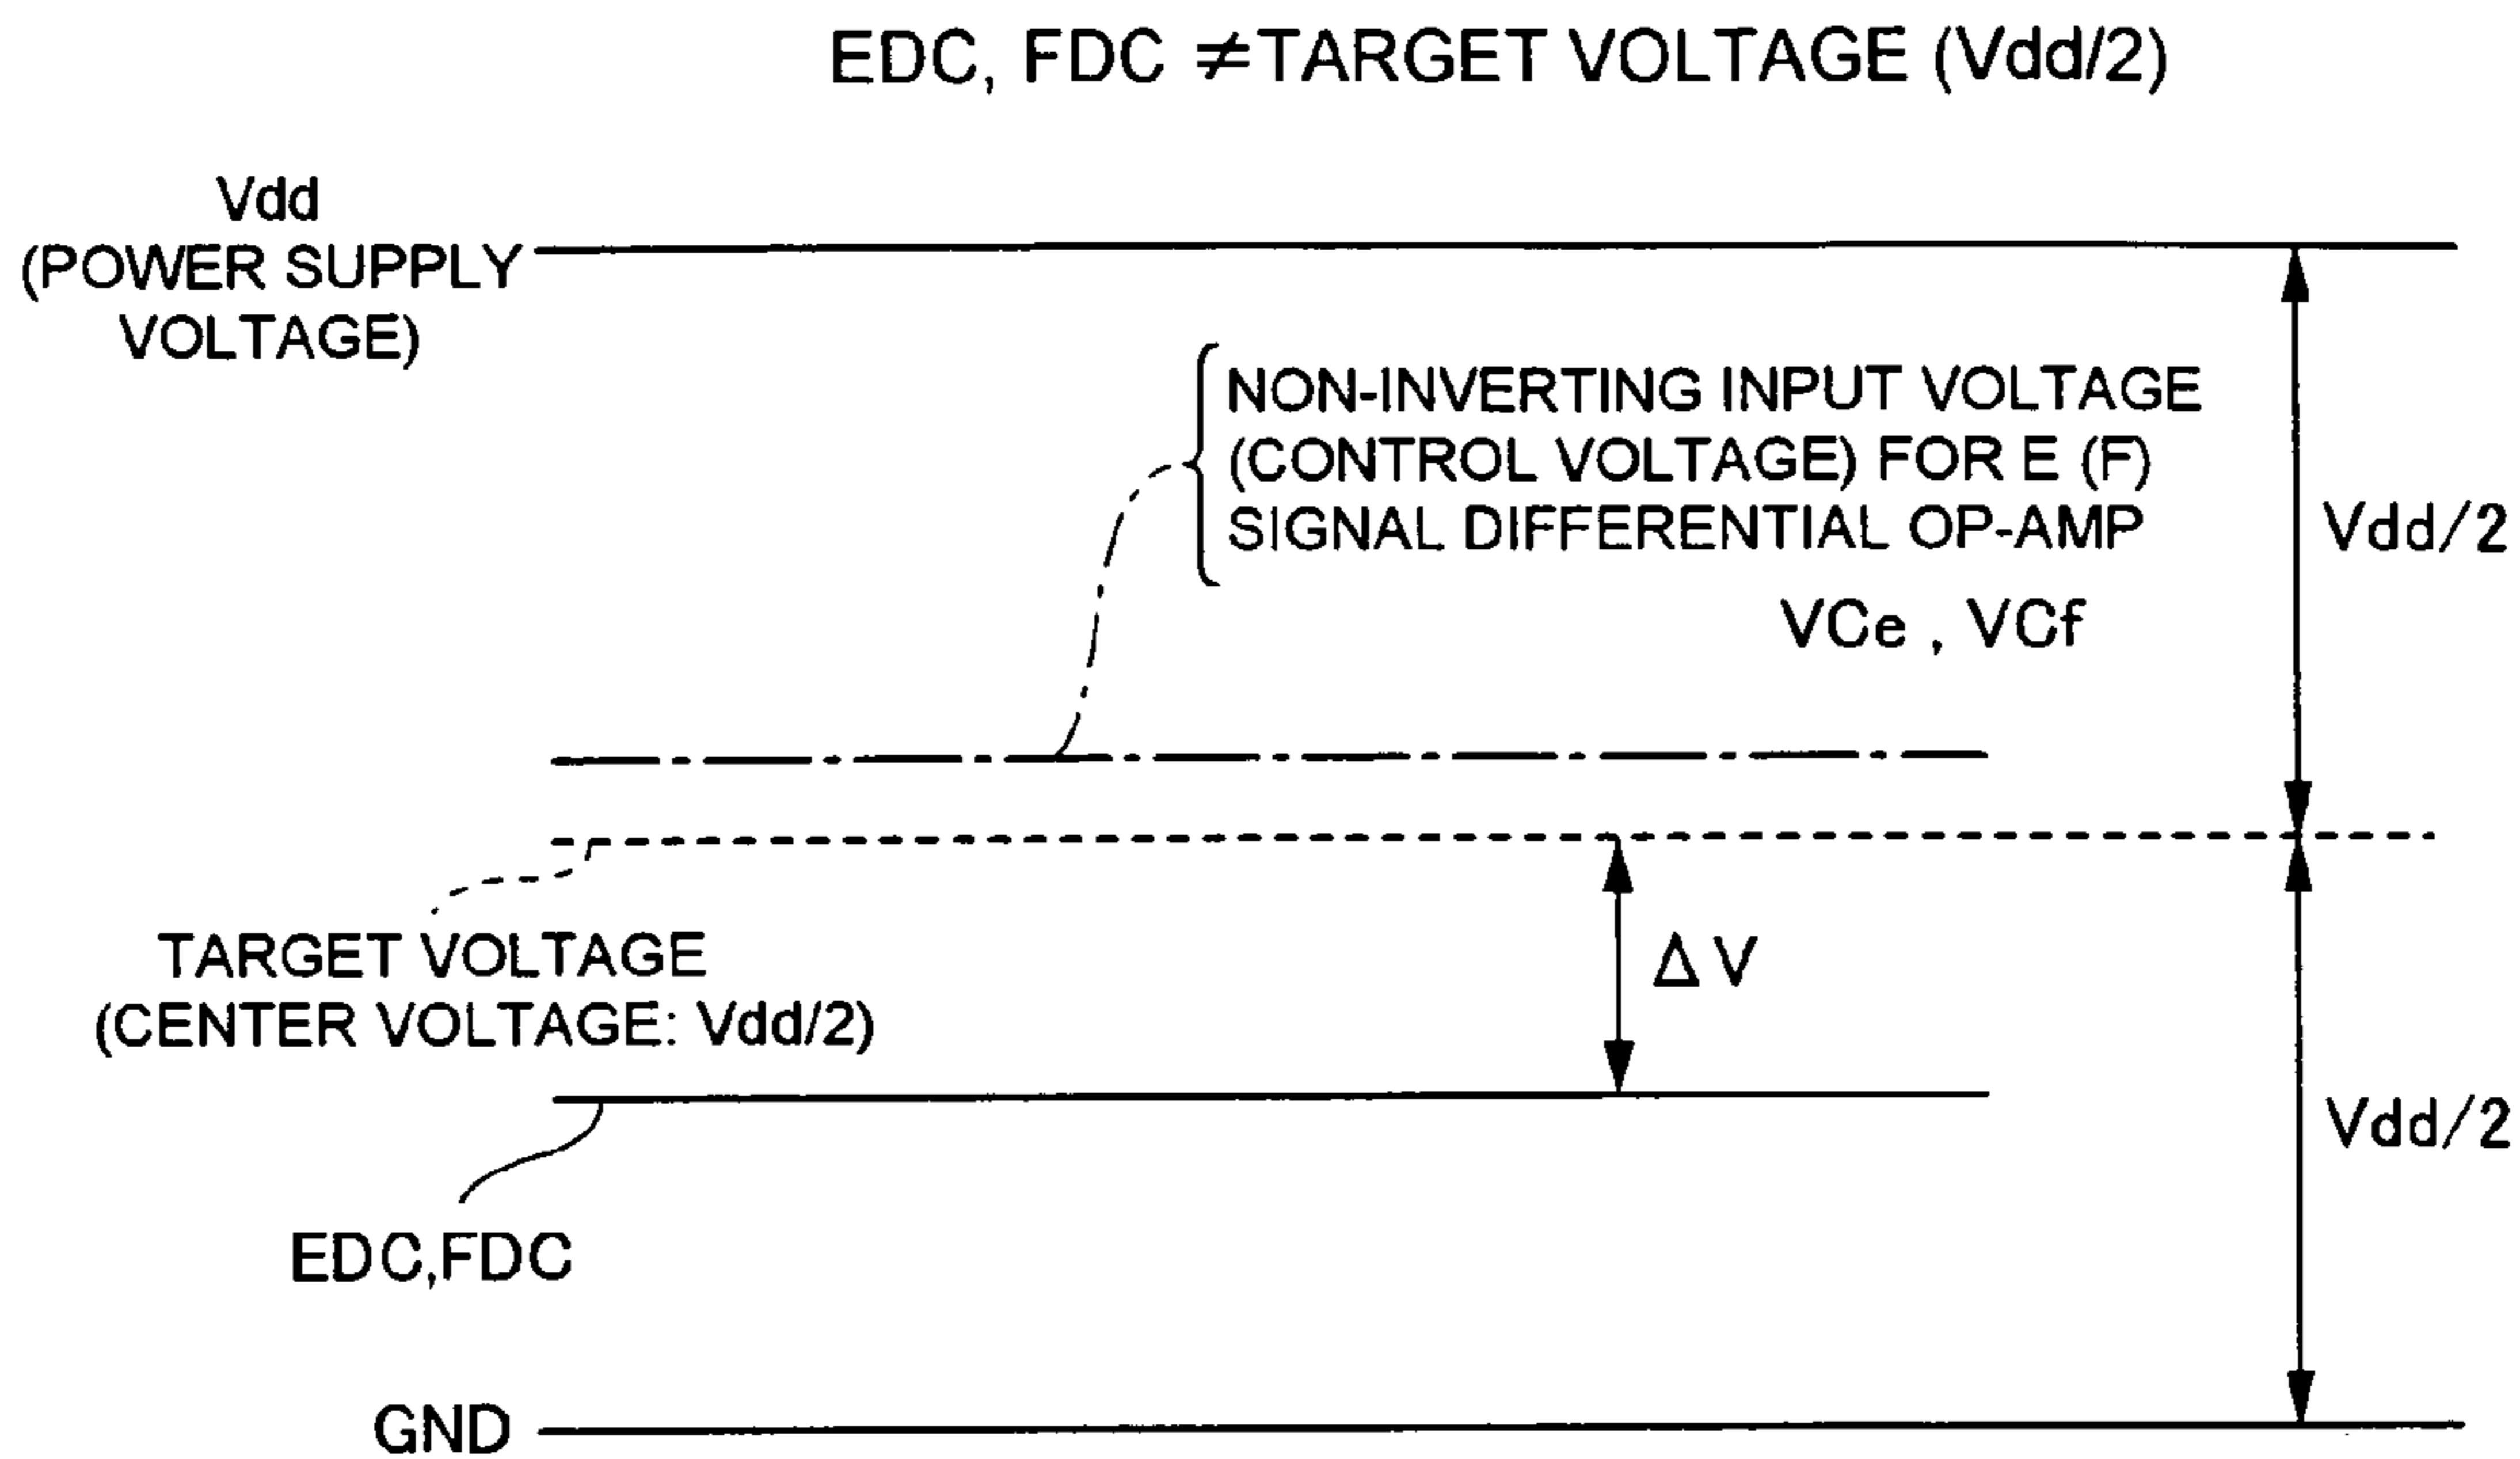 EDC, FDC ≠TARGET VOLTAGE (Vdd/2)
Vdd
(POWER SUPPLY
VOLTAGE)
NON-INVERTING INPUT VOLTAGE
(CONTROL VOLTAGE) FOR E (F)
SIGNAL DIFFERENTIAL OP-AMP
VCe , VCf
Vdd/2
TARGET VOLTAGE
(CENTER VOLTAGE: Vdd/2)
Δ V
Vdd/2
EDC,FDC
GND